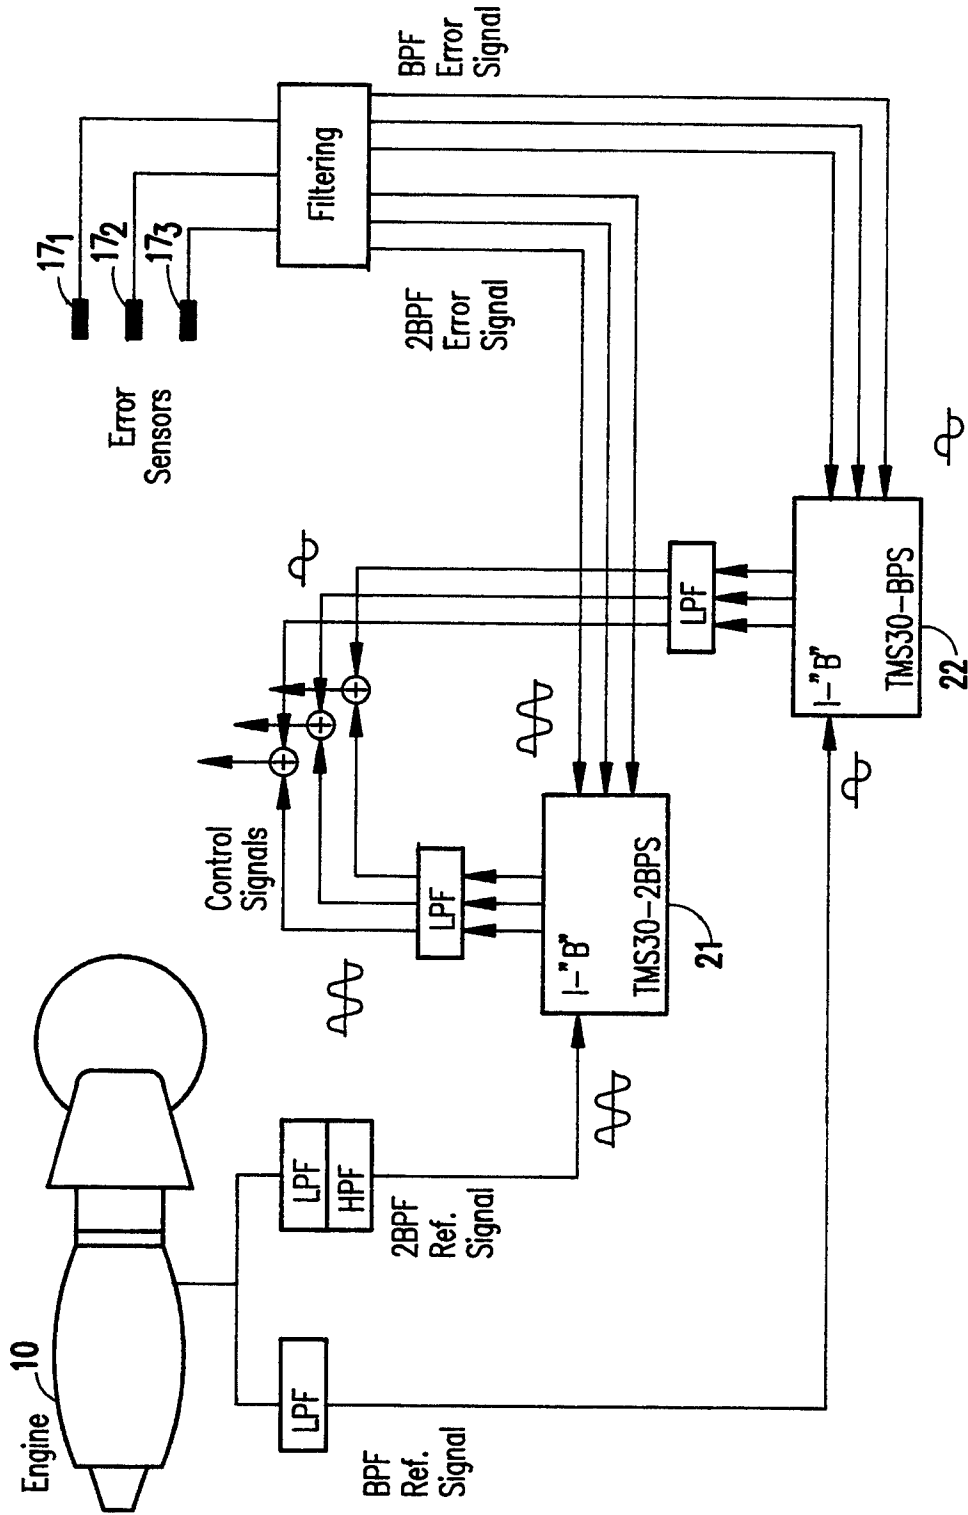 Engine
10
LPF
BPF
Ref.
Signal
LPF
HPF
2BPF
Ref.
Signal
Control
Signals
LPF
I-"B"
TMS30-2BPS
21
LPF
I-"B"
TMS30-BPS
22
Error
Sensors
17₁
17₂
17₃
Filtering
2BPF
Error
Signal
BPF
Error
Signal